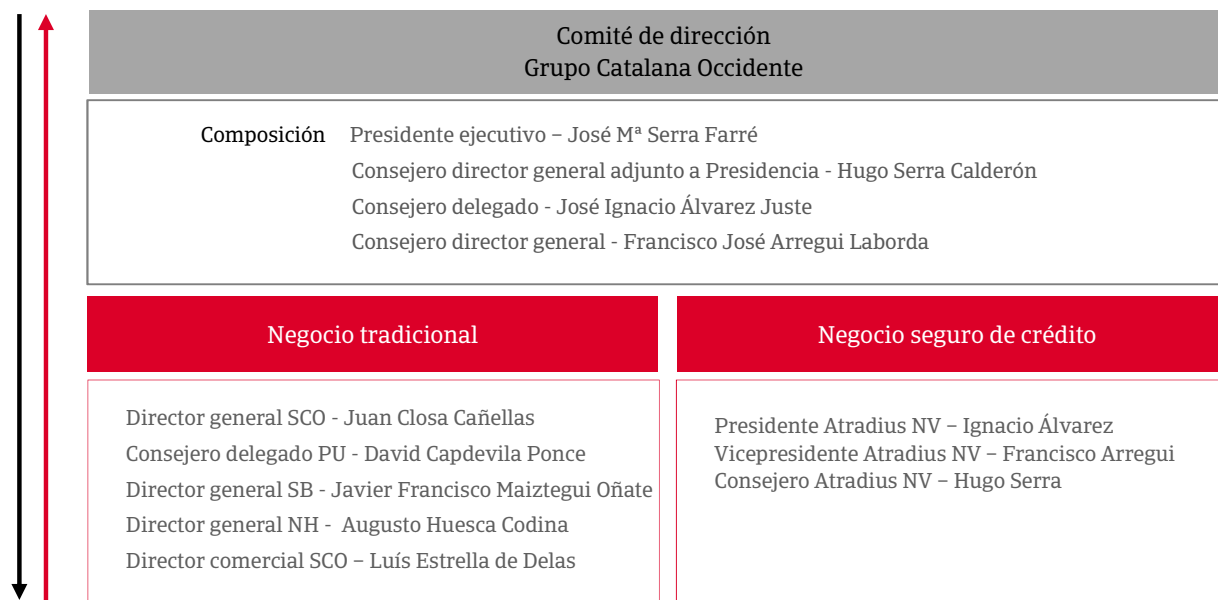 Comité de dirección
Grupo Catalana Occidente
Composición Presidente ejecutivo – José Mª Serra Farré
Consejero director general adjunto a Presidencia - Hugo Serra Calderón
Consejero delegado - José Ignacio Álvarez Juste
Consejero director general - Francisco José Arregui Laborda
Negocio tradicional
Director general SCO - Juan Closa Cañellas
Consejero delegado PU - David Capdevila Ponce
Director general SB - Javier Francisco Maiztegui Oñate
Director general NH - Augusto Huesca Codina
Director comercial SCO – Luís Estrella de Delas
Negocio seguro de crédito
Presidente Atradius NV – Ignacio Álvarez
Vicepresidente Atradius NV – Francisco Arregui
Consejero Atradius NV – Hugo Serra